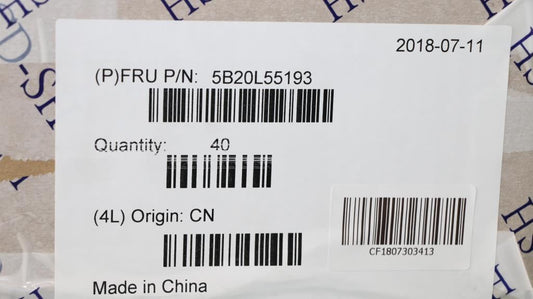 2018-07-11
(P)FRU P/N: 5B20L55193
Quantity: 40
(4L) Origin: CN
CF1807303413
Made in China